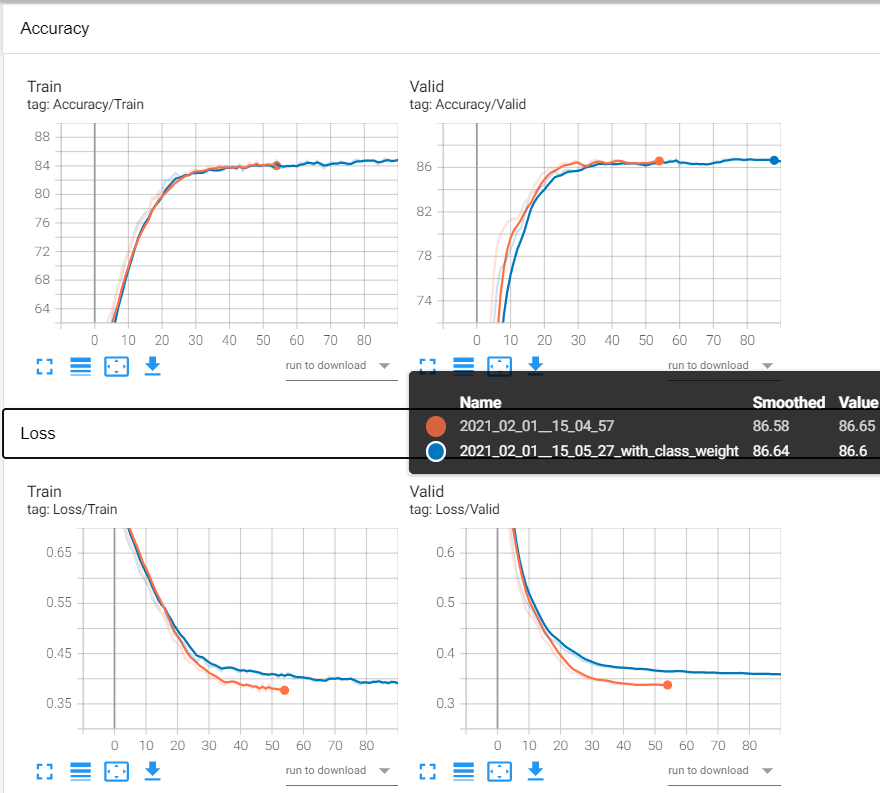 Accuracy
Train
tag: Accuracy/Train
88
84
80
76
72
68
64
0 10 20 30 40 50 60 70 80
run to download
Valid
tag: Accuracy/Valid
86
82
78
74
0 10 20 30 40 50 60 70 80
run to download
Name Smoothed Value
2021_02_01__15_04_57 86.58 86.65
2021_02_01__15_05_27_with_class_weight 86.64 86.6
Loss
Train
tag: Loss/Train
0.65
0.55
0.45
0.35
0 10 20 30 40 50 60 70 80
run to download
Valid
tag: Loss/Valid
0.6
0.5
0.4
0.3
0 10 20 30 40 50 60 70 80
run to download